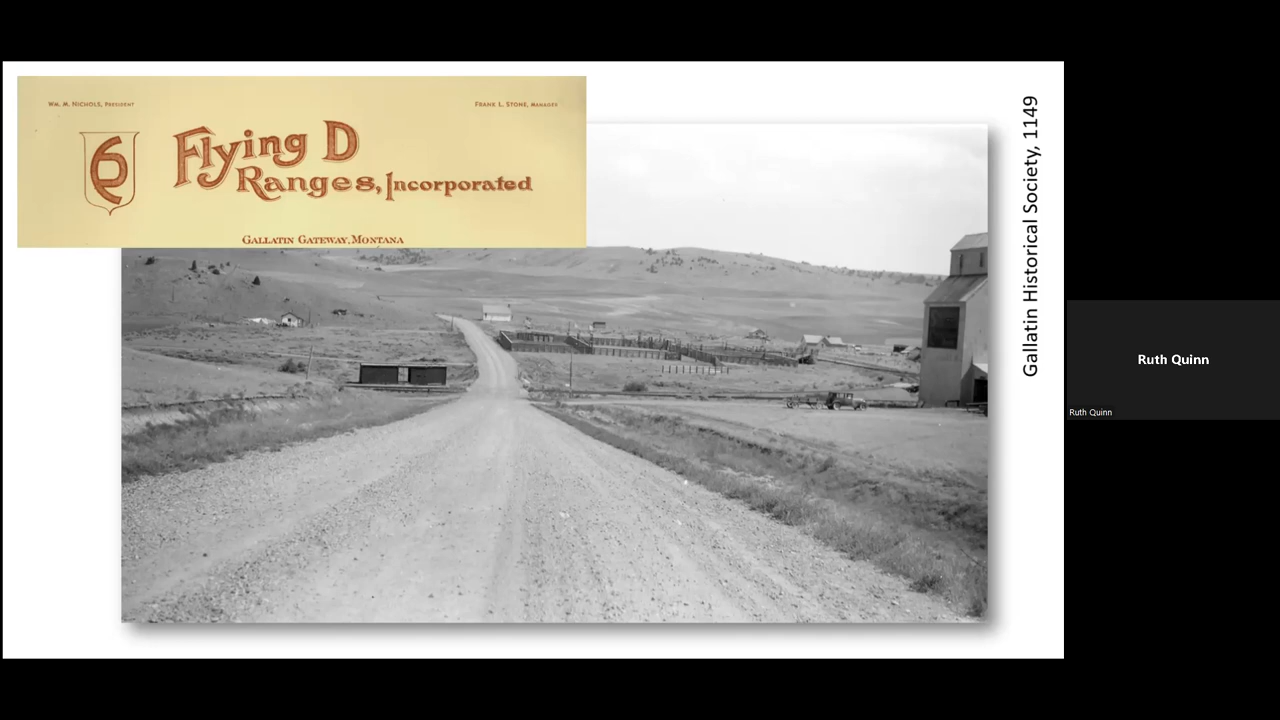 WM. M. NICHOLS, PRESIDENT
FRANK L. STONE, MANAGER
Flying D
Ranges, Incorporated
GALLATIN GATEWAY, MONTANA
Gallatin Historical Society, 1149
Ruth Quinn
Ruth Quinn